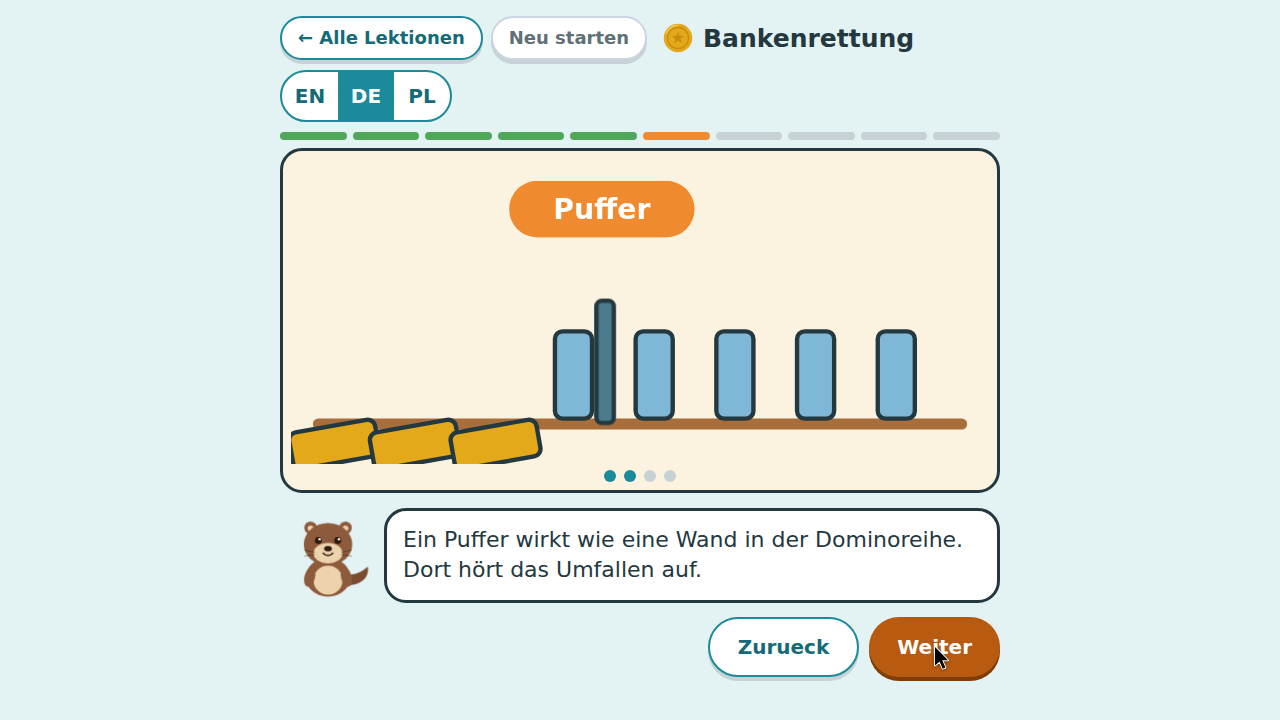 ← Alle Lektionen
Neu starten
Bankenrettung
EN DE PL
Puffer
Ein Puffer wirkt wie eine Wand in der Dominoreihe.
Dort hört das Umfallen auf.
Zurueck
Weiter